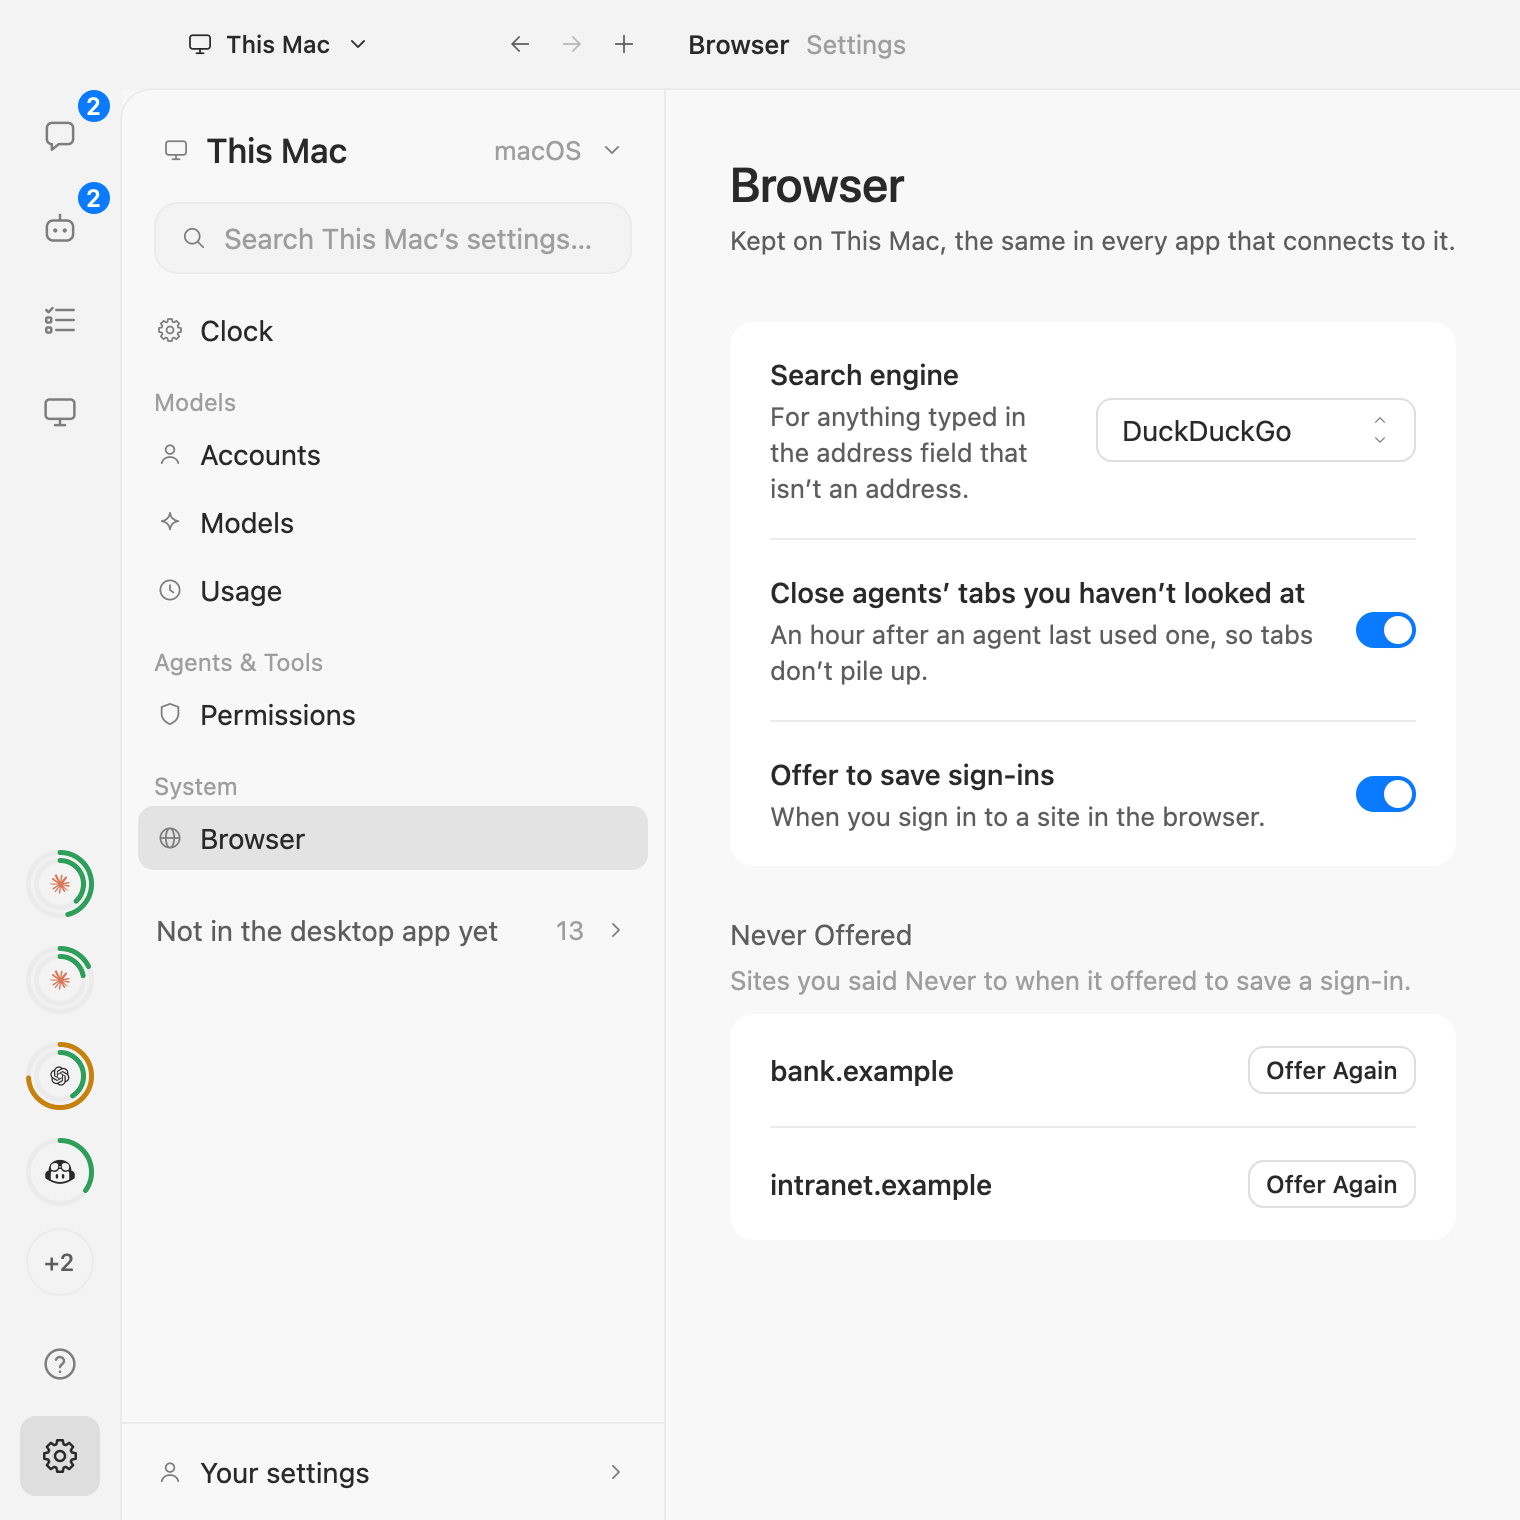 This Mac
Browser Settings
2
2
This Mac
macOS
Search This Mac's settings...
Clock
Models
Accounts
Models
Usage
Agents & Tools
Permissions
System
Browser
Not in the desktop app yet
13
+2
Your settings
Browser
Kept on This Mac, the same in every app that connects to it.
Search engine
For anything typed in
the address field that
isn't an address.
DuckDuckGo
Close agents' tabs you haven't looked at
An hour after an agent last used one, so tabs
don't pile up.
Offer to save sign-ins
When you sign in to a site in the browser.
Never Offered
Sites you said Never to when it offered to save a sign-in.
bank.example
Offer Again
intranet.example
Offer Again